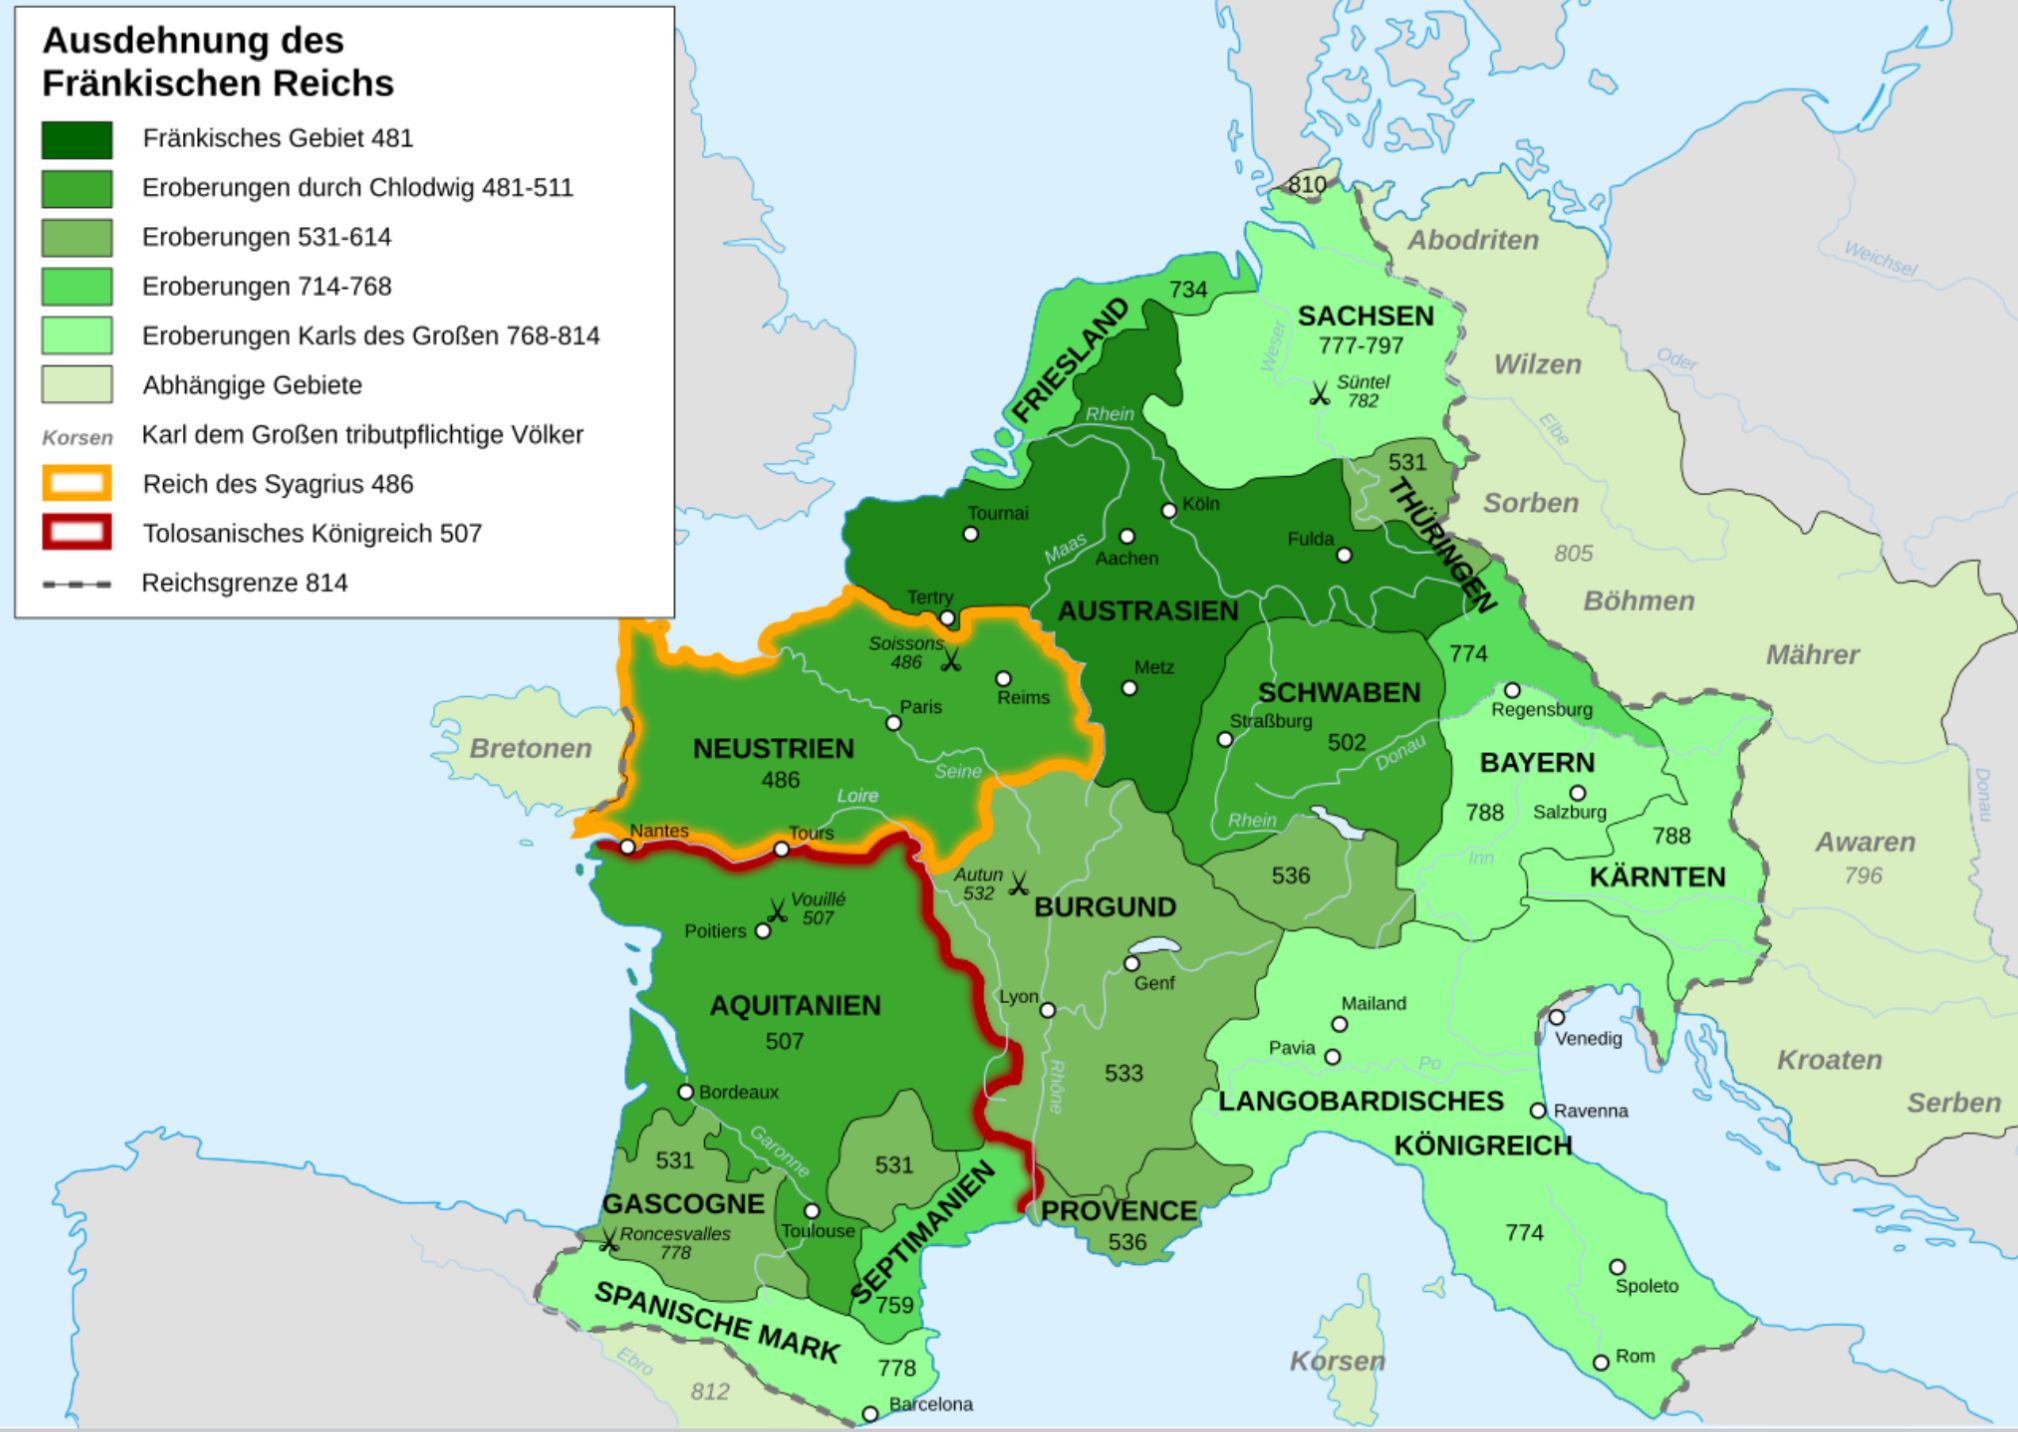 Ausdehnung des
Fränkischen Reichs
Fränkisches Gebiet 481
Eroberungen durch Chlodwig 481-511
Eroberungen 531-614
Eroberungen 714-768
Eroberungen Karls des Großen 768-814
Abhängige Gebiete
Korsen Karl dem Großen tributpflichtige Völker
Reich des Syagrius 486
Tolosanisches Königreich 507
Reichsgrenze 814
810
Abodriten
Weichsel
734
FRIESLAND
SACHSEN
777-797
Weser
Süntel
782
Wilzen
Oder
Elbe
Rhein
531
THÜRINGEN
Sorben
805
Böhmen
Mährer
Tournai
Köln
Maas
Aachen
Fulda
Tertry
AUSTRASIEN
Soissons
486
Reims
Metz
774
SCHWABEN
Straßburg
502
Donau
Regensburg
Paris
Bretonen
NEUSTRIEN
486
Seine
Loire
BAYERN
788
Salzburg
Donau
Rhein
Nantes
Tours
788
KÄRNTEN
Inn
Awaren
796
536
Autun
532
BURGUND
Vouillé
507
Poitiers
Genf
Lyon
AQUITANIEN
507
Mailand
Pavia
Po
Venedig
Kroaten
533
Rhône
Bordeaux
LANGOBARDISCHES
KÖNIGREICH
Ravenna
Serben
Garonne
531
531
GASCOGNE
Roncesvalles
778
Toulouse
SEPTIMANIEN
759
PROVENCE
536
774
Spoleto
SPANISCHE MARK
778
Ebro
812
Barcelona
Korsen
Rom